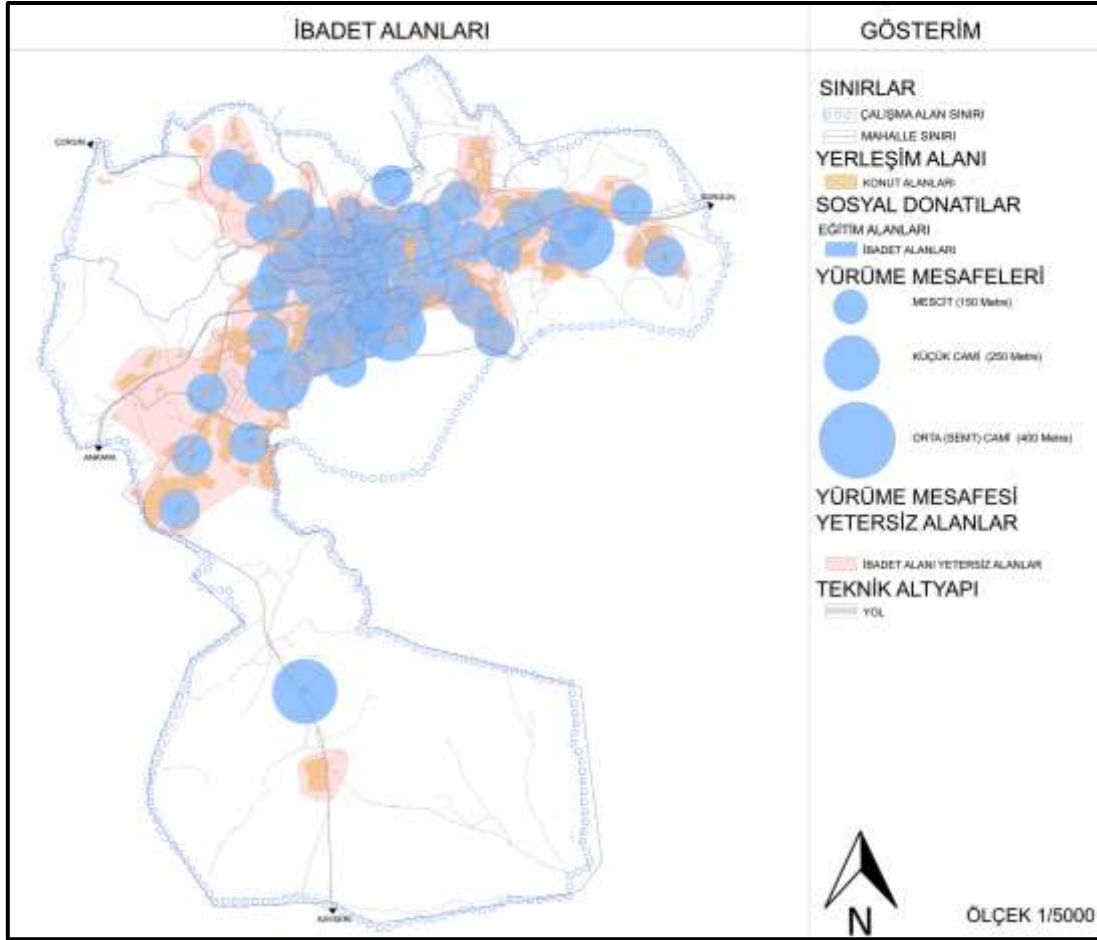 İBADET ALANLARI
GÖSTERİM
SINIRLAR
ÇALIŞMA ALAN SINIRI
MAHALLE SINIRI
YERLEŞİM ALANI
KONUT ALANLARI
SOSYAL DONATILAR
EĞİTİM ALANLARI
İBADET ALANLARI
YÜRÜME MESAFELERİ
MESCİT (150 Metre)
KÜÇÜK CAMİ (250 Metre)
ORTA (SEMT) CAMİ (400 Metre)
YÜRÜME MESAFESİ
YETERSİZ ALANLAR
İBADET ALANI YETERSİZ ALANLAR
TEKNİK ALTYAPI
YOL
ÇORUM
SORGUN
ANKARA
N
ÖLÇEK 1/5000